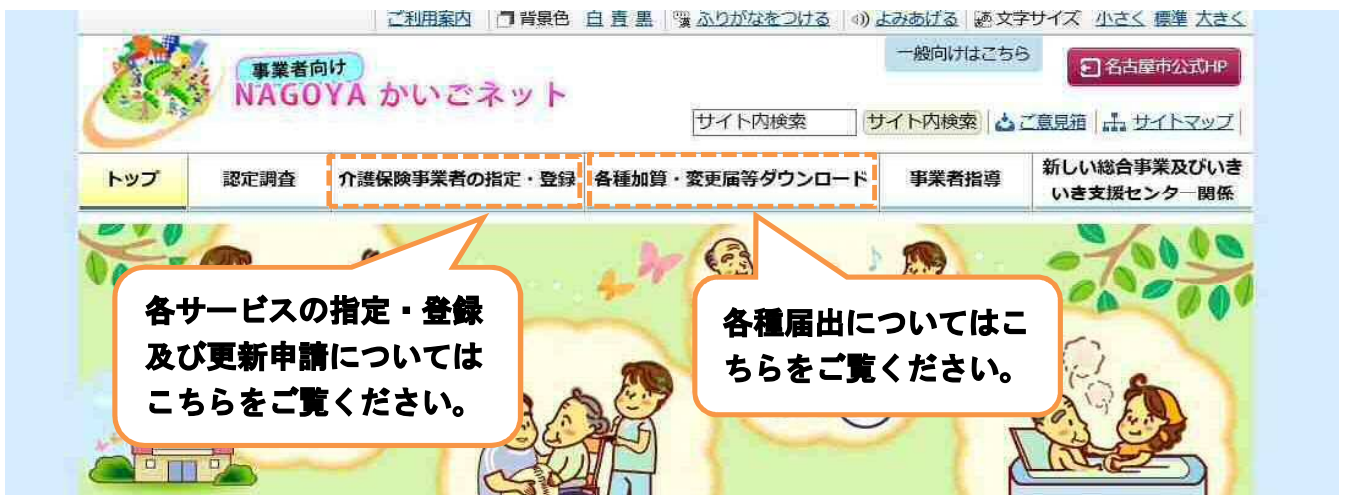 ご利用案内 背景色 白 青 黒 ふりがなをつける よみあげる 文字サイズ 小さく 標準 大きく
一般向けはこちら
名古屋市公式HP
事業者向け
NAGOYA かいごネット
サイト内検索 サイト内検索 ご意見箱 サイトマップ
トップ 認定調査 介護保険事業者の指定・登録 各種加算・変更届等ダウンロード 事業者指導 新しい総合事業及びいき
いき支援センター関係
各サービスの指定・登録
及び更新申請については
こちらをご覧ください。
各種届出についてはこ
ちらをご覧ください。